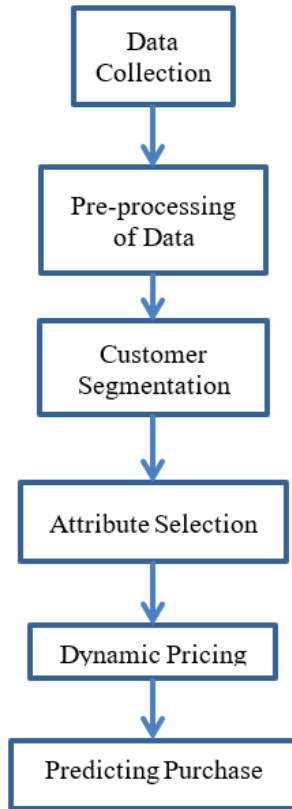 Data
Collection
Pre-processing
of Data
Customer
Segmentation
Attribute Selection
Dynamic Pricing
Predicting Purchase